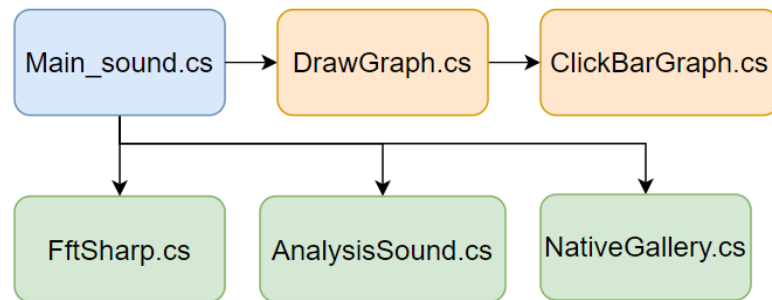 Main_sound.cs
DrawGraph.cs
ClickBarGraph.cs
FftSharp.cs
AnalysisSound.cs
NativeGallery.cs